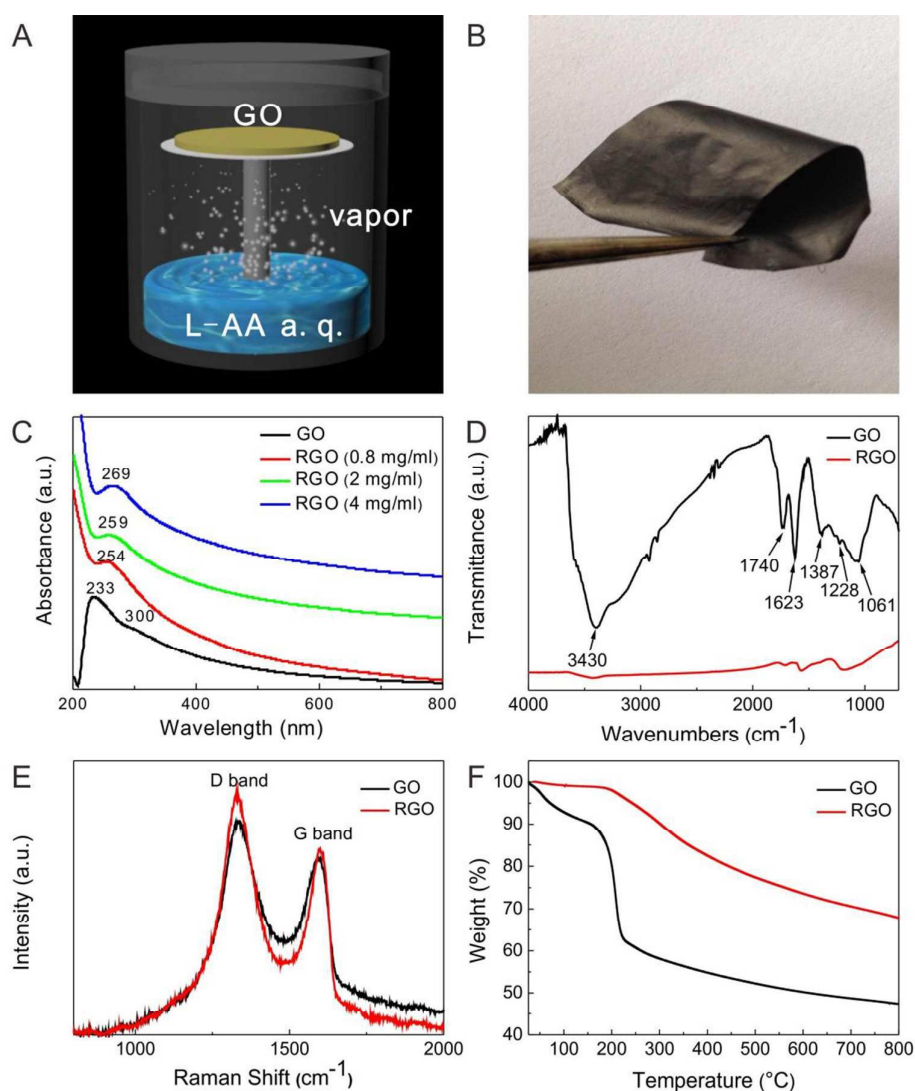 A
GO
vapor
L-AA a. q.
B
C
GO
RGO (0.8 mg/ml)
RGO (2 mg/ml)
RGO (4 mg/ml)
269
259
254
233
300
Absorbance (a.u.)
200 400 600 800
Wavelength (nm)
D
GO
RGO
1740
1623
1387
1228
1061
3430
Transmittance (a.u.)
4000 3000 2000 1000
Wavenumbers (cm-1)
E
D band
G band
GO
RGO
Intensity (a.u.)
1000 1500 2000
Raman Shift (cm-1)
F
GO
RGO
100
90
80
70
60
50
40
Weight (%)
100 200 300 400 500 600 700 800
Temperature (°C)